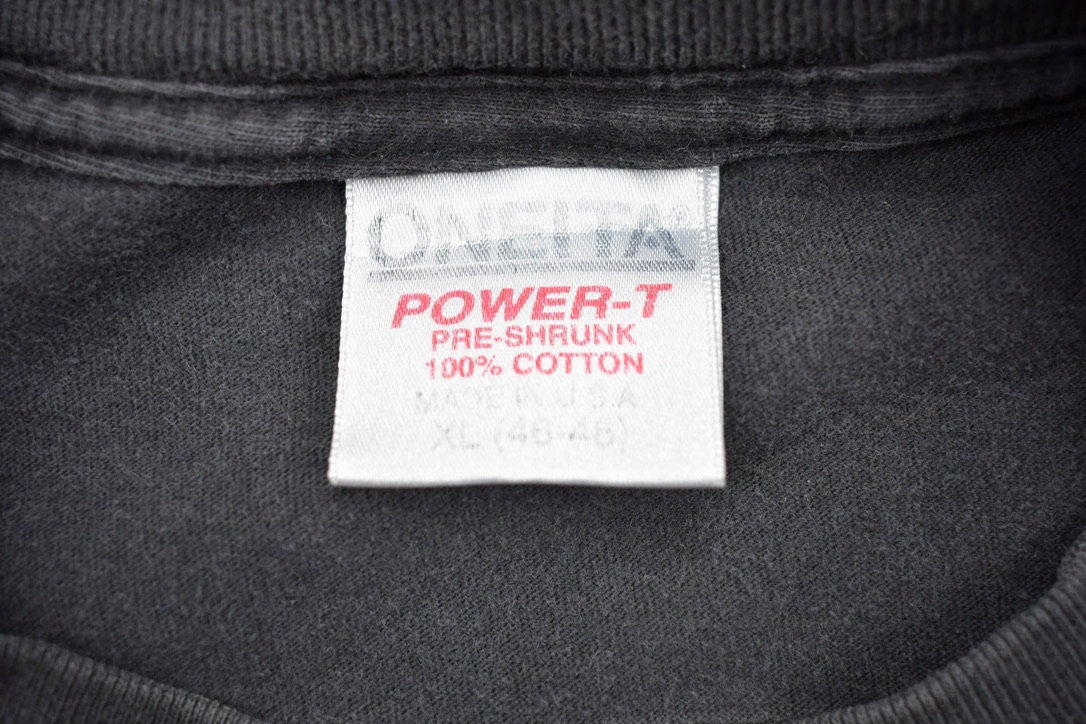 ONEITA®
POWER-T
PRE-SHRUNK
100% COTTON
MADE IN U.S.A
XL (46-48)